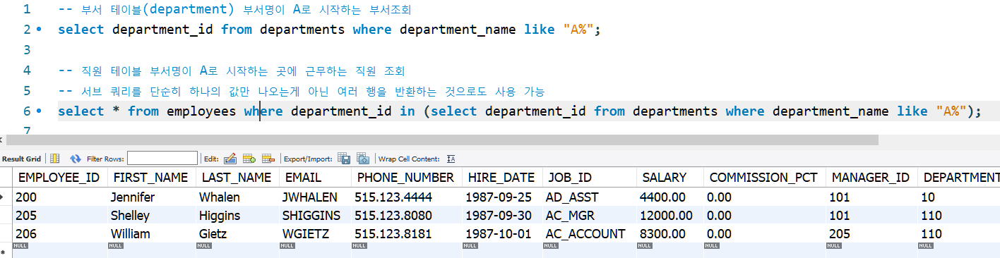 1 -- 부서 테이블(department) 부서명이 A로 시작하는 부서조회
2 select department_id from departments where department_name like "A%";
3
4 -- 직원 테이블 부서명이 A로 시작하는 곳에 근무하는 직원 조회
5 -- 서브 쿼리를 단순히 하나의 값만 나오는게 아닌 여러 행을 반환하는 것으로도 사용 가능
6 select * from employees where department_id in (select department_id from departments where department_name like "A%");
7
Result Grid Filter Rows: Edit: Export/Import: Wrap Cell Content: IA
EMPLOYEE_ID FIRST_NAME LAST_NAME EMAIL PHONE_NUMBER HIRE_DATE JOB_ID SALARY COMMISSION_PCT MANAGER_ID DEPARTMENT
200 Jennifer Whalen JWHALEN 515.123.4444 1987-09-25 AD_ASST 4400.00 0.00 101 10
205 Shelley Higgins SHIGGINS 515.123.8080 1987-09-30 AC_MGR 12000.00 0.00 101 110
206 William Gietz WGIETZ 515.123.8181 1987-10-01 AC_ACCOUNT 8300.00 0.00 205 110
NULL NULL NULL NULL NULL NULL NULL NULL NULL NULL NULL